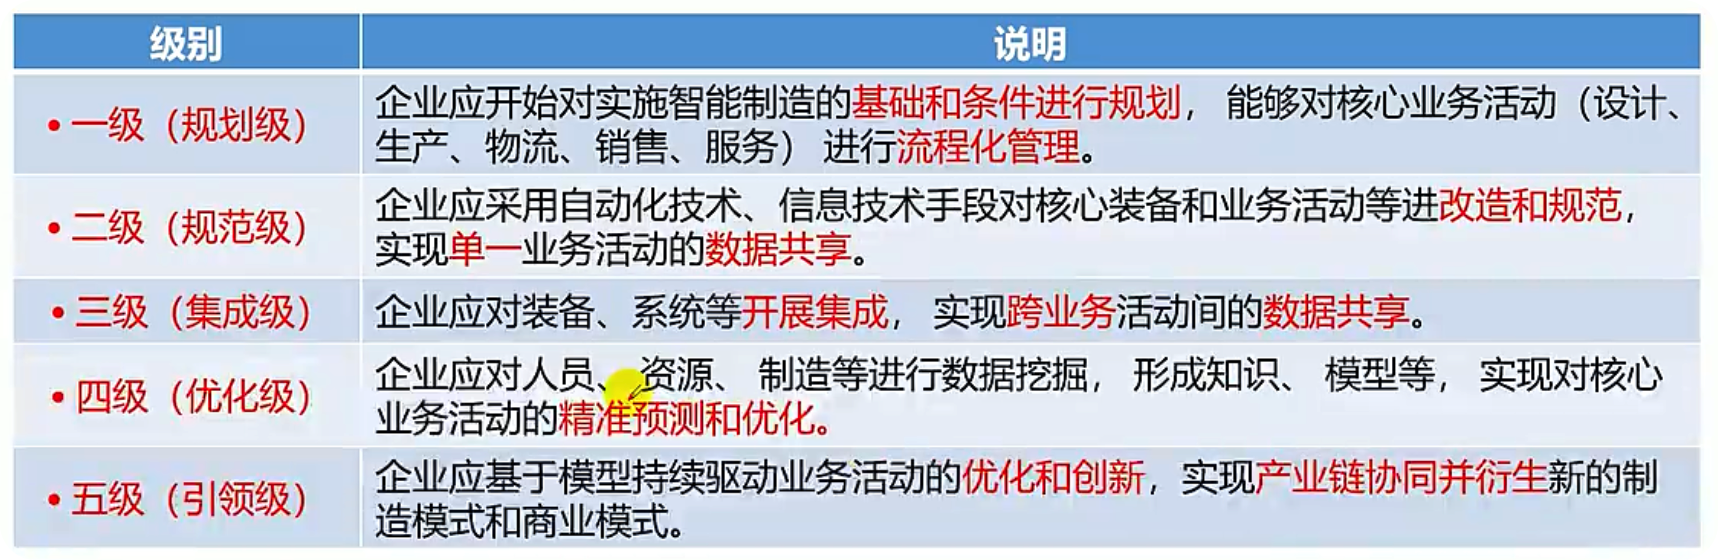 级别 说明
• 一级（规划级） 企业应开始对实施智能制造的基础和条件进行规划， 能够对核心业务活动（设计、
生产、物流、销售、服务） 进行流程化管理。
• 二级（规范级） 企业应采用自动化技术、信息技术手段对核心装备和业务活动等进改造和规范，
实现单一业务活动的数据共享。
• 三级（集成级） 企业应对装备、系统等开展集成， 实现跨业务活动间的数据共享。
• 四级（优化级） 企业应对人员、 资源、 制造等进行数据挖掘， 形成知识、 模型等， 实现对核心
业务活动的精准预测和优化。
• 五级（引领级） 企业应基于模型持续驱动业务活动的优化和创新，实现产业链协同并衍生新的制
造模式和商业模式。